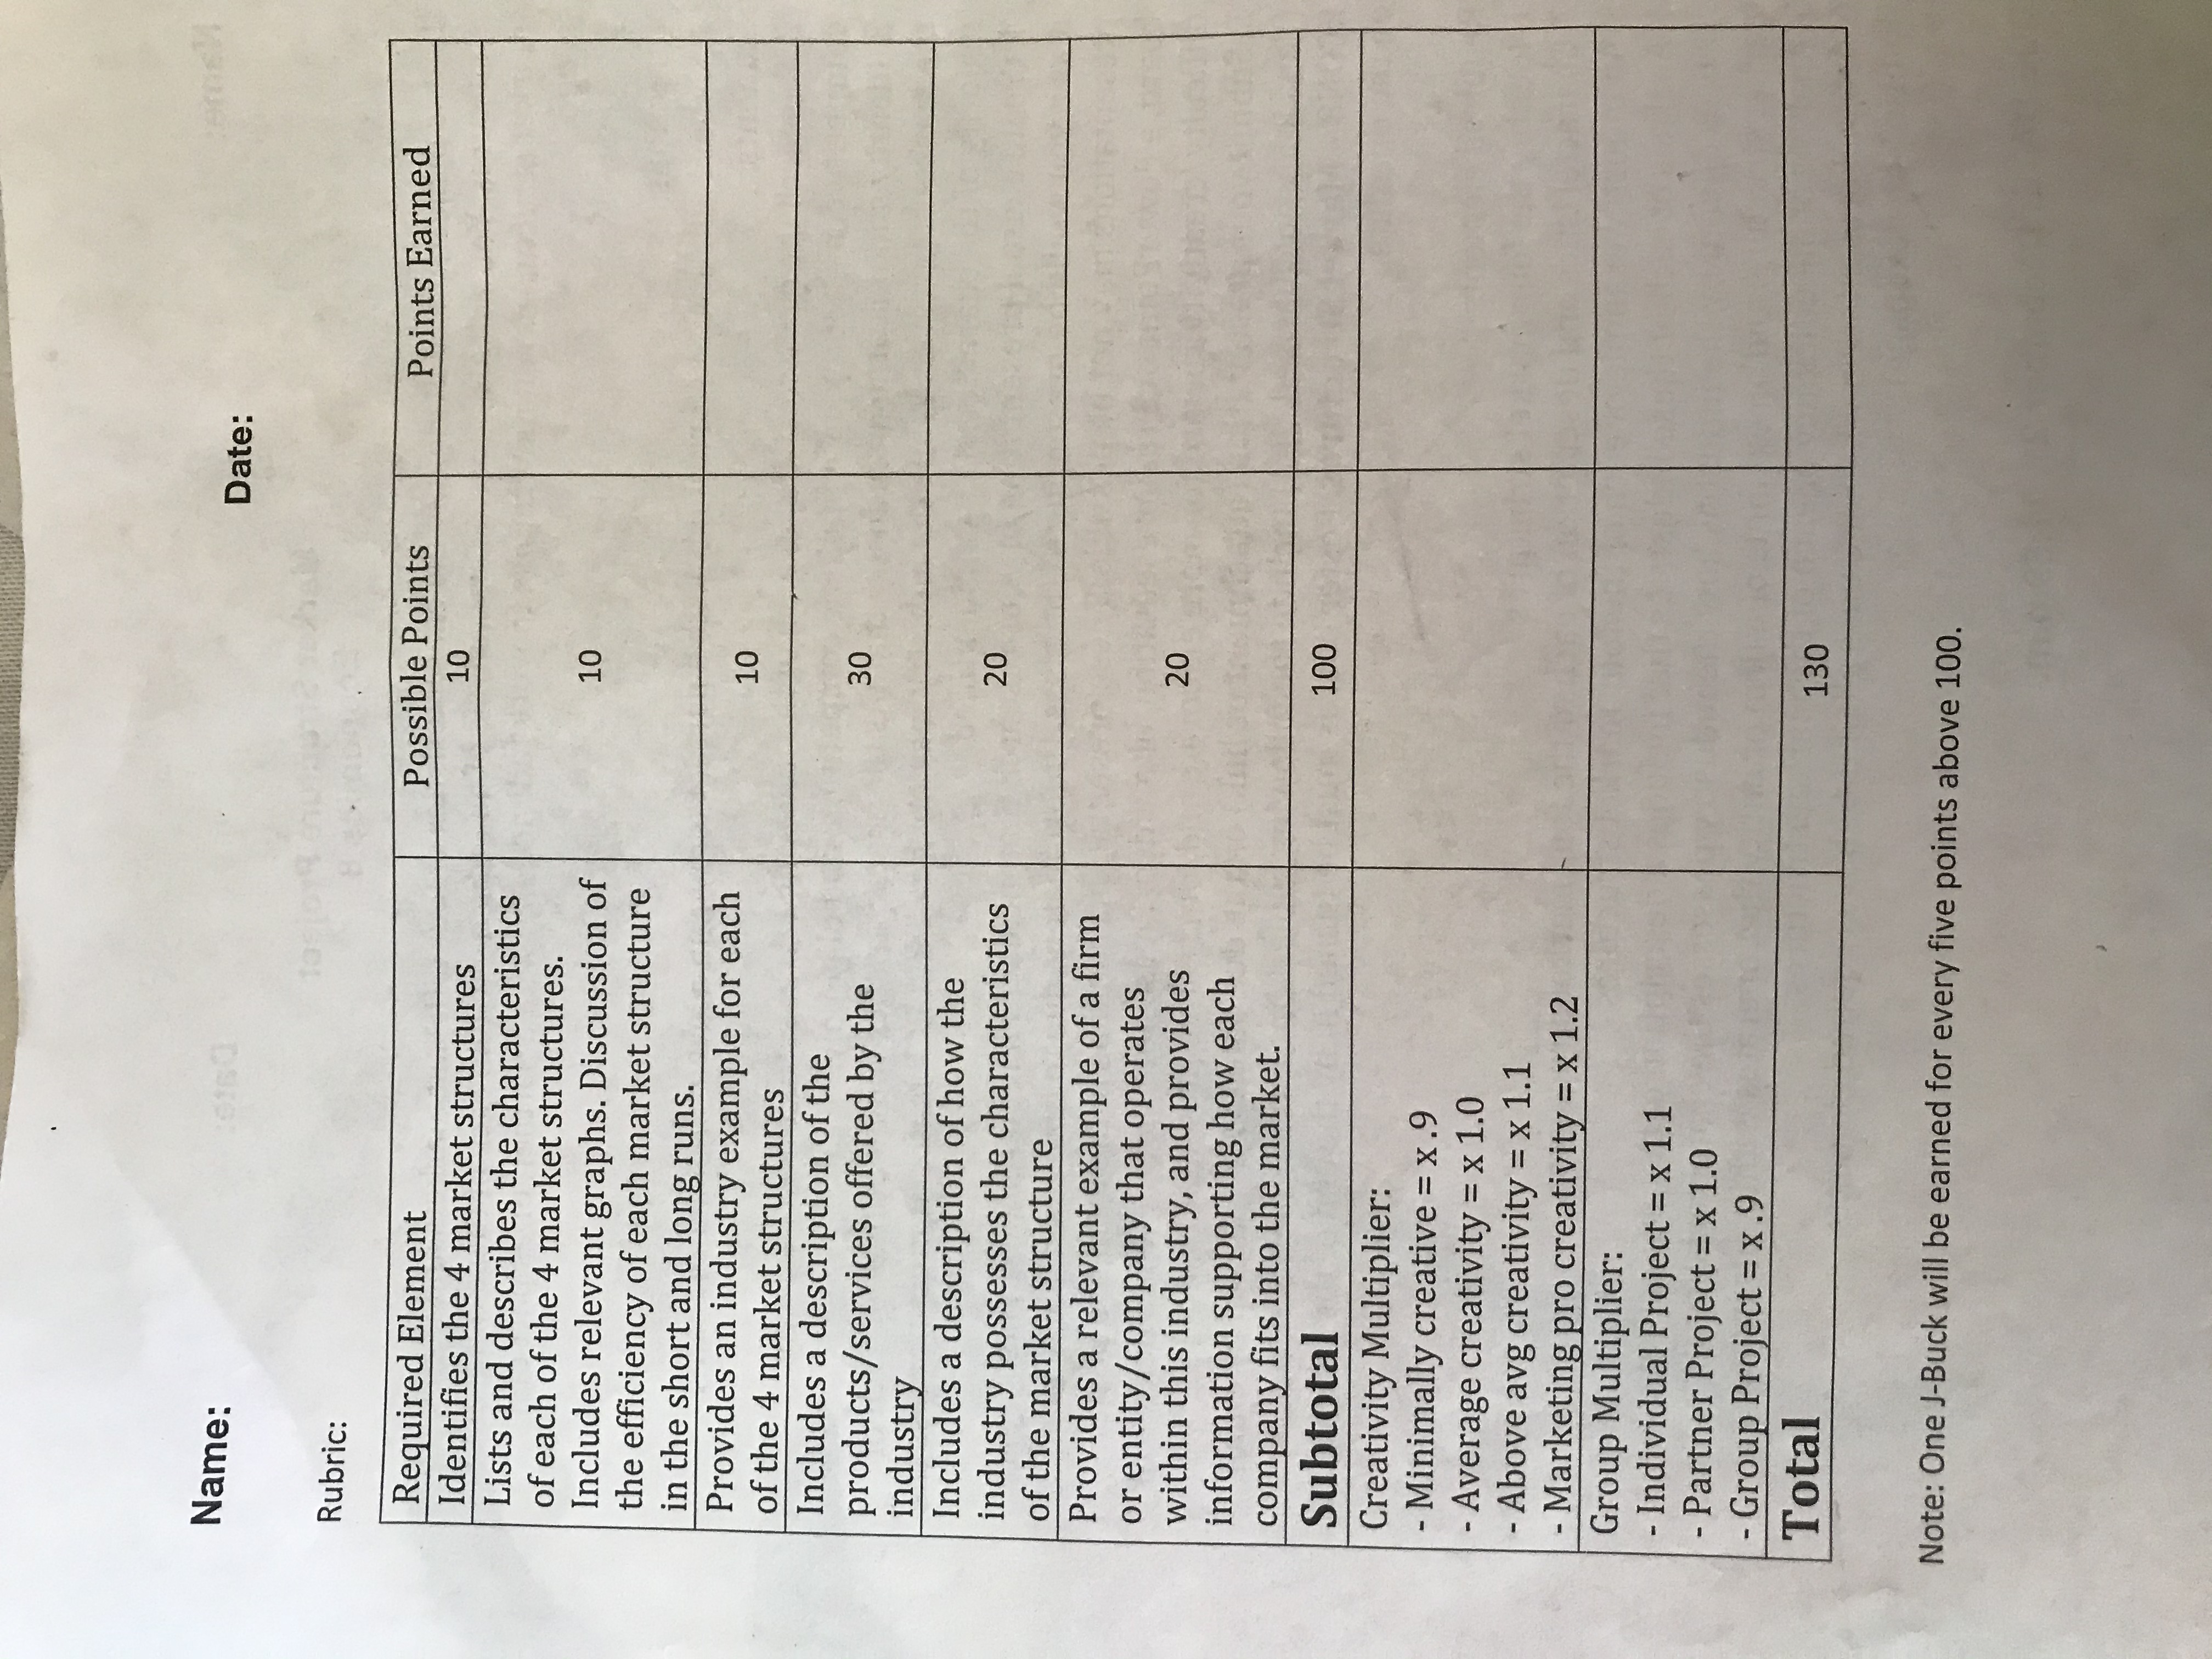 Name: Date:
Rubric:
Required Element Possible Points Points Earned
Identifies the 4 market structures 10
Lists and describes the characteristics
of each of the 4 market structures.
Includes relevant graphs. Discussion of
the efficiency of each market structure
in the short and long runs.
10
Provides an industry example for each
of the 4 market structures
10
Includes a description of the
products/services offered by the
industry
30
Includes a description of how the
industry possesses the characteristics
of the market structure
20
Provides a relevant example of a firm
or entity/company that operates
within this industry, and provides
information supporting how each
company fits into the market.
20
Subtotal 100
Creativity Multiplier:
- Minimally creative = x .9
- Average creativity = x 1.0
- Above avg creativity = x 1.1
- Marketing pro creativity = x 1.2
Group Multiplier:
- Individual Project = x 1.1
- Partner Project = x 1.0
- Group Project = x .9
Total 130
Note: One J-Buck will be earned for every five points above 100.